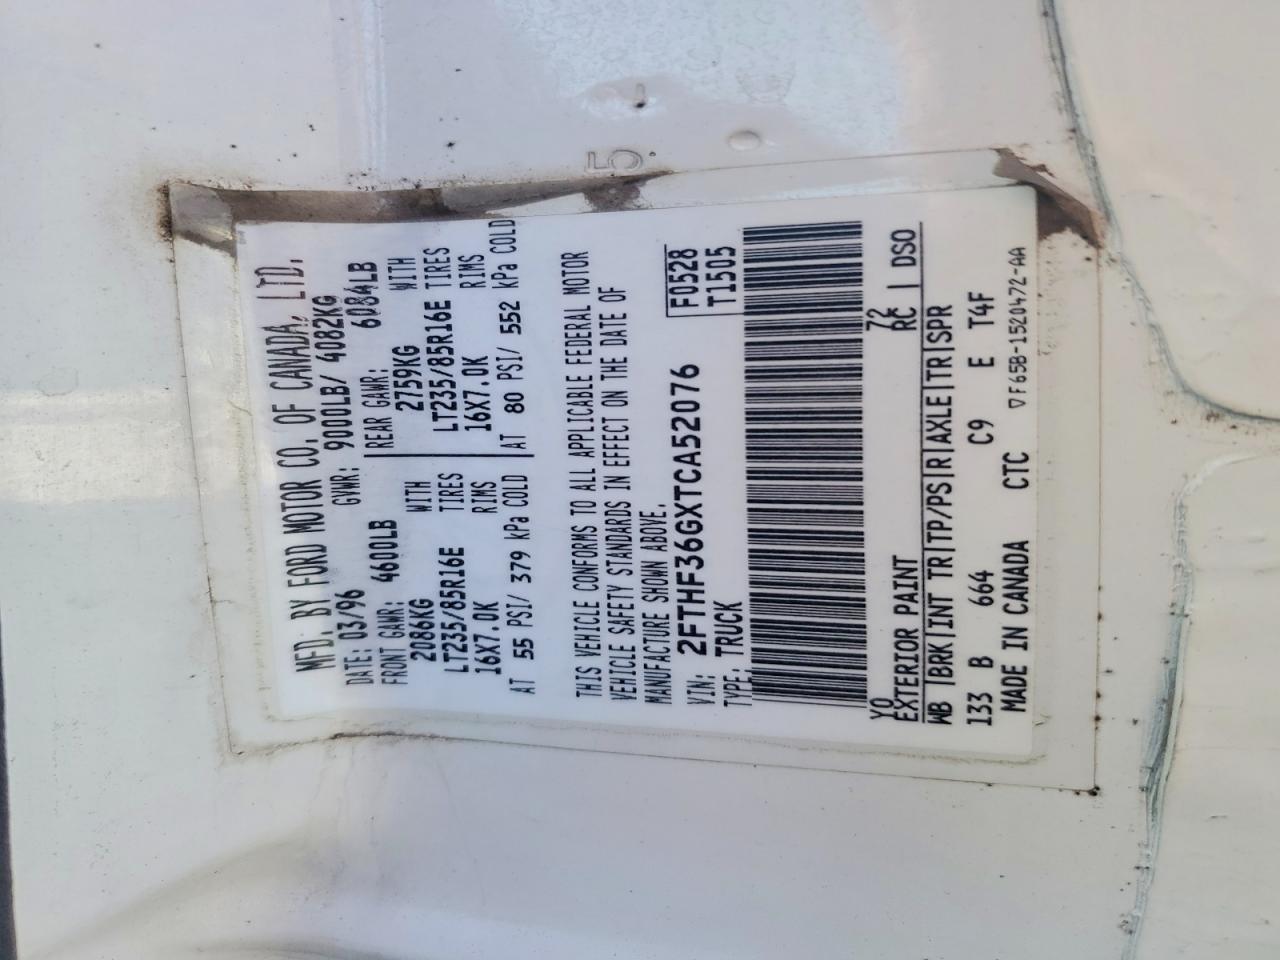 MFD. BY FORD MOTOR CO. OF CANADA, LTD.
DATE: 03/96 GVWR: 9000LB/ 4082KG
FRONT GAWR: 4600LB REAR GAWR: 6084LB
2086KG WITH 2759KG WITH
LT235/85R16E TIRES LT235/85R16E TIRES
16X7.0K RIMS 16X7.0K RIMS
AT 55 PSI/ 379 kPa COLD AT 80 PSI/ 552 kPa COLD
THIS VEHICLE CONFORMS TO ALL APPLICABLE FEDERAL MOTOR
VEHICLE SAFETY STANDARDS IN EFFECT ON THE DATE OF
MANUFACTURE SHOWN ABOVE.
VIN: 2FTHF36GXTCA52076 F0528
TYPE: TRUCK T1505
YO 72
EXTERIOR PAINT RC DSO
WB BRK INT TR TP/PS R AXLE TR SPR
133 B 664 C9 E T4F
MADE IN CANADA CTC
▽F65B-1520472-AA
5